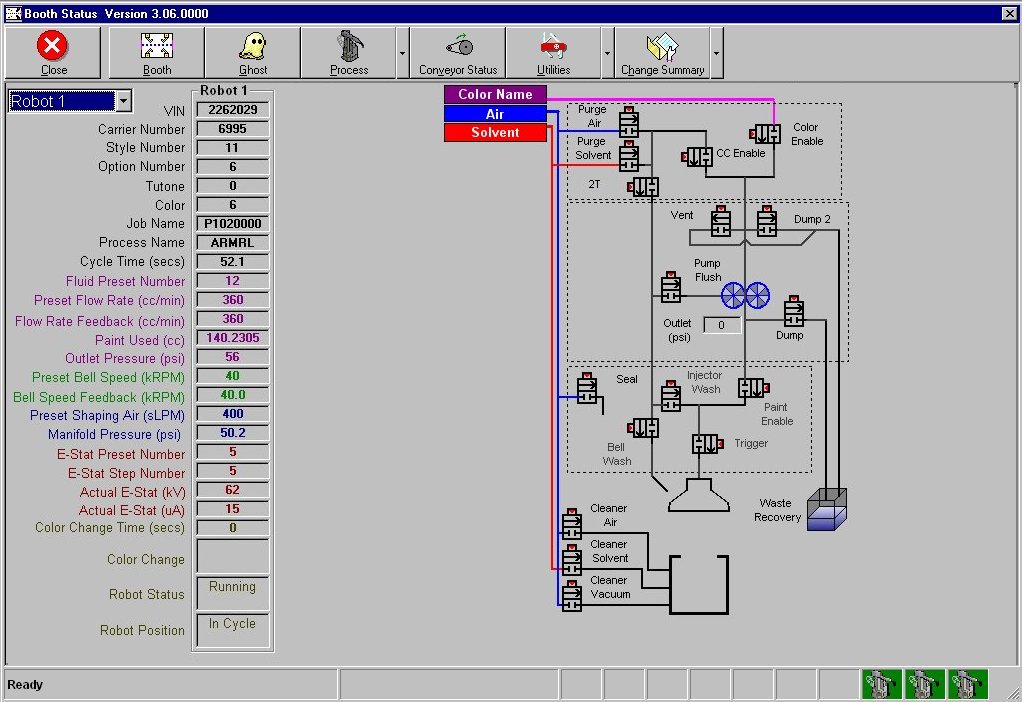 Booth Status Version 3.06.0000
Close
Booth
Ghost
Process
Conveyor Status
Utilities
Change Summary
Robot 1
Robot 1
VIN 2262029
Carrier Number 6995
Style Number 11
Option Number 6
Tutone 0
Color 6
Job Name P1020000
Process Name ARMRL
Cycle Time (secs) 52.1
Fluid Preset Number 12
Preset Flow Rate (cc/min) 360
Flow Rate Feedback (cc/min) 360
Paint Used (cc) 140.2305
Outlet Pressure (psi) 56
Preset Bell Speed (kRPM) 40
Bell Speed Feedback (kRPM) 40.0
Preset Shaping Air (sLPM) 400
Manifold Pressure (psi) 50.2
E-Stat Preset Number 5
E-Stat Step Number 5
Actual E-Stat (kV) 62
Actual E-Stat (uA) 15
Color Change Time (secs) 0
Color Change
Robot Status Running
Robot Position In Cycle
Color Name
Air
Solvent
Purge
Air
Purge
Solvent
2T
CC Enable
Color
Enable
Vent
Dump 2
Pump
Flush
Outlet
(psi)
0
Dump
Seal
Injector
Wash
Paint
Enable
Bell
Wash
Trigger
Waste
Recovery
Cleaner
Air
Cleaner
Solvent
Cleaner
Vacuum
Ready